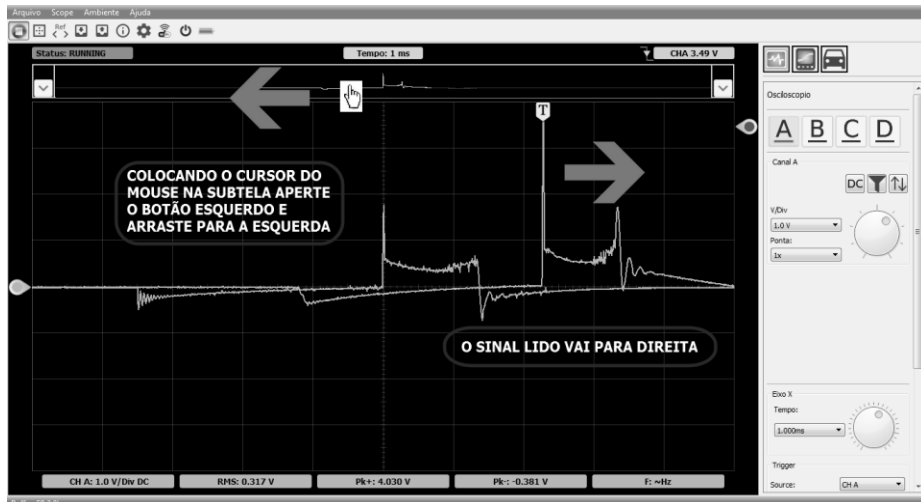 Arquivo Scope Ambiente Ajuda
Ref
Status: RUNNING
Tempo: 1 ms
CHA 3.49 V
T
COLOCANDO O CURSOR DO
MOUSE NA SUBTELA APERTE
O BOTÃO ESQUERDO E
ARRASTE PARA A ESQUERDA
O SINAL LIDO VAI PARA DIREITA
CH A: 1.0 V/Div DC
RMS: 0.317 V
Pk+: 4.030 V
Pk-: -0.381 V
F: ~Hz
Osciloscopio
A B C D
Canal A
DC
V/Div
1.0 V
Ponta:
1x
Eixo X
Tempo:
1.000ms
Trigger
Source:
CH A